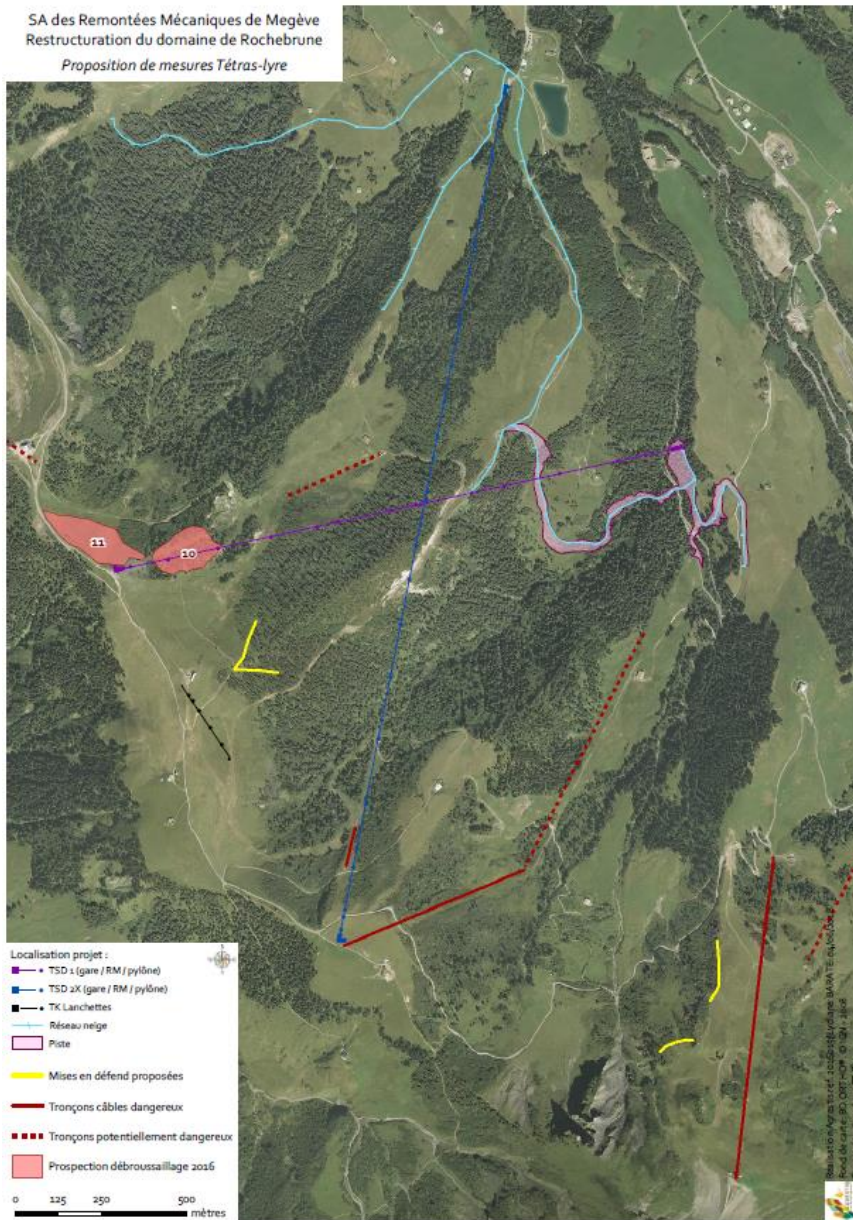 SA des Remontées Mécaniques de Megève
Restructuration du domaine de Rochebrune
Proposition de mesures Tétras-lyre
11
10
Localisation projet :
TSD 1 (gare / RM / pylône)
TSD 2X (gare / RM / pylône)
TK Lanchettes
Réseau neige
Piste
Mises en défend proposées
Tronçons câbles dangereux
Tronçons potentiellement dangereux
Prospection débroussaillage 2016
0 125 250 500
mètres